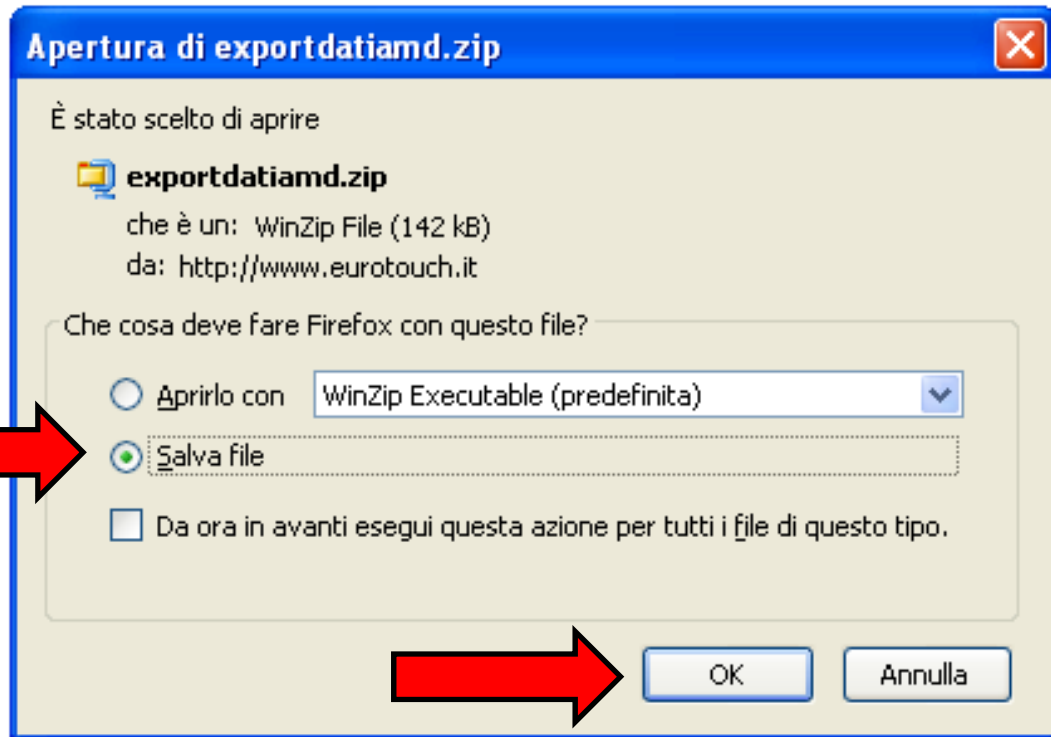 Apertura di exportdatiamd.zip
È stato scelto di aprire
exportdatiamd.zip
che è un: WinZip File (142 kB)
da: http://www.eurotouch.it
Che cosa deve fare Firefox con questo file?
Aprirlo con WinZip Executable (predefinita)
Salva file
Da ora in avanti esegui questa azione per tutti i file di questo tipo.
OK Annulla